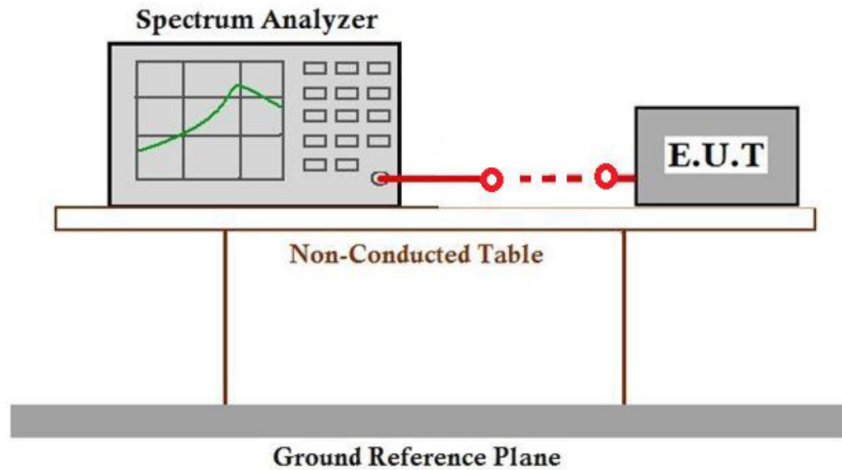 Spectrum Analyzer
E.U.T
Non-Conducted Table
Ground Reference Plane